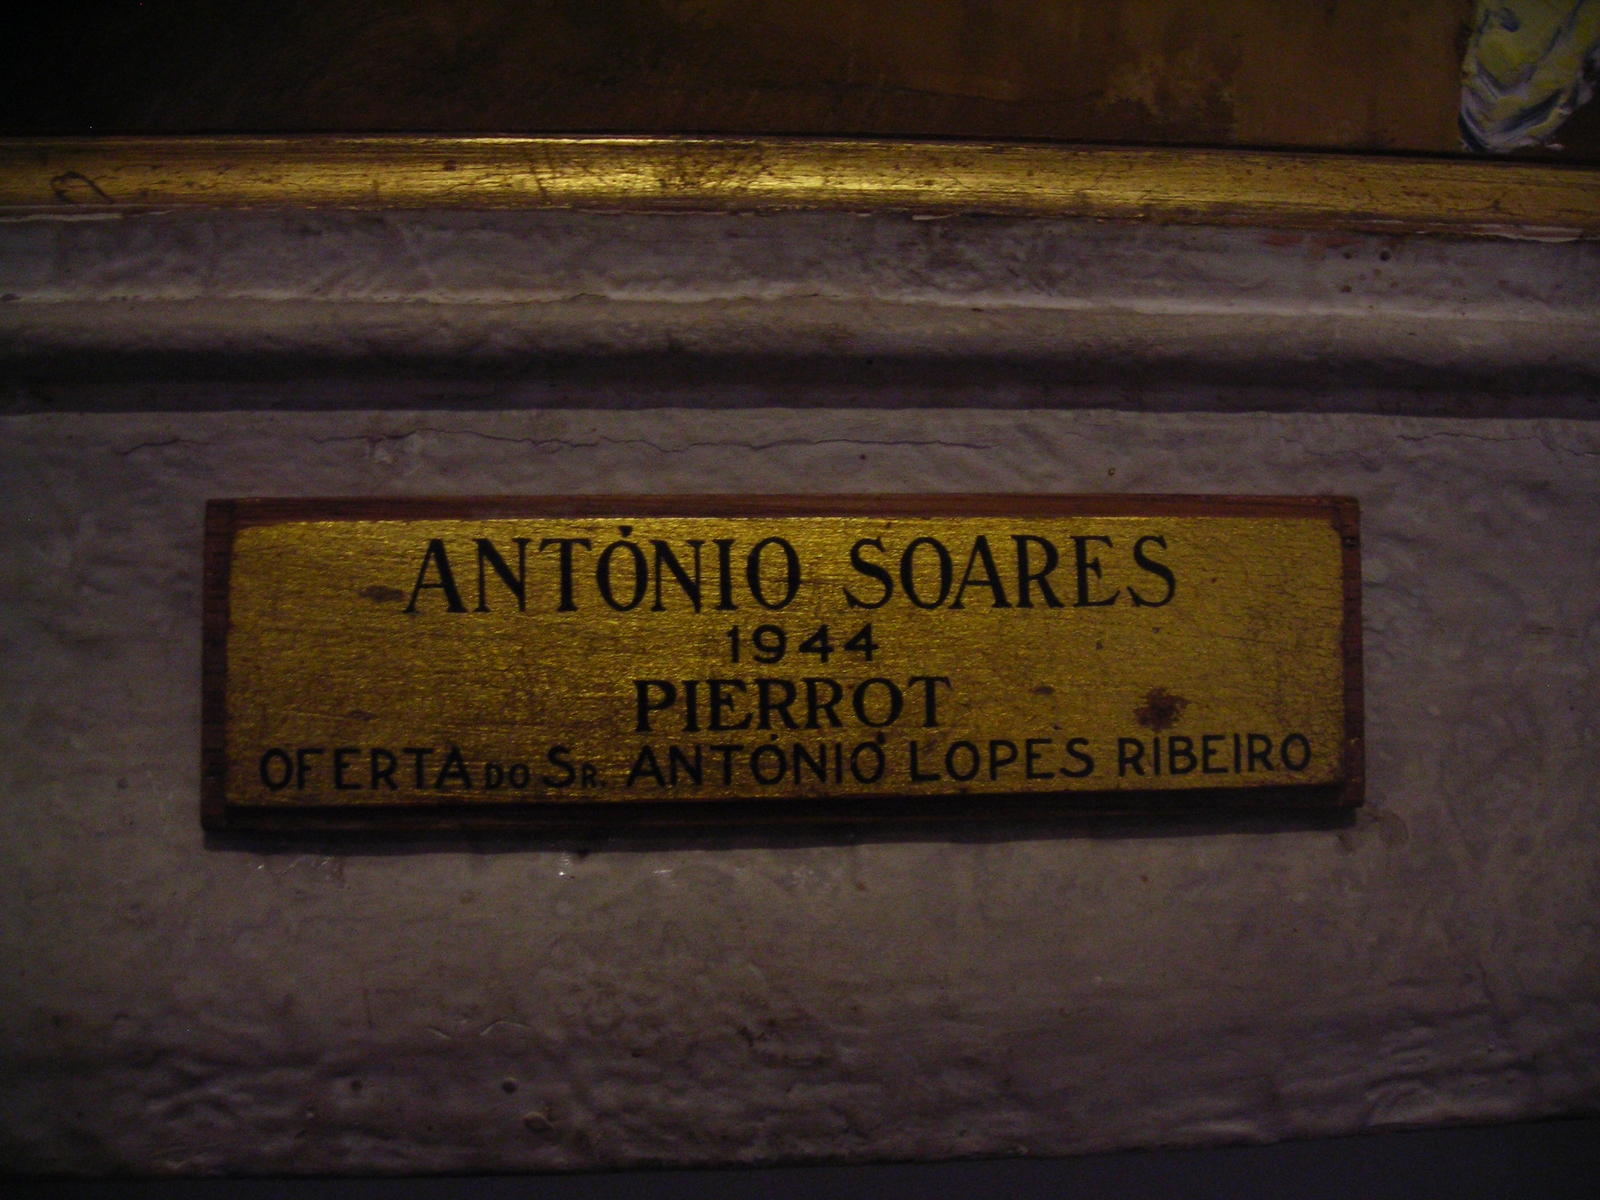 ANTÓNIO SOARES
1944
PIERROT
OFERTA DO SR. ANTÓNIO LOPES RIBEIRO